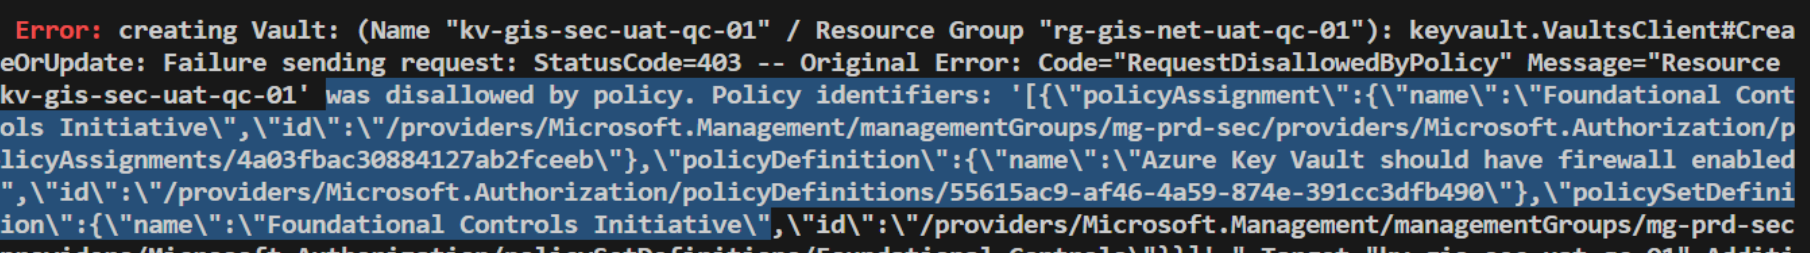 Error: creating Vault: (Name "kv-gis-sec-uat-qc-01" / Resource Group "rg-gis-net-uat-qc-01"): keyvault.VaultsClient#Crea
eOrUpdate: Failure sending request: StatusCode=403 -- Original Error: Code="RequestDisallowedByPolicy" Message="Resource
kv-gis-sec-uat-qc-01' was disallowed by policy. Policy identifiers: '[{\"policyAssignment\":{\"name\":\"Foundational Cont
ols Initiative\",\"id\":\"/providers/Microsoft.Management/managementGroups/mg-prd-sec/providers/Microsoft.Authorization/p
licyAssignments/4a03fbac30884127ab2fceeb\"},\"policyDefinition\":{\"name\":\"Azure Key Vault should have firewall enabled
",\"id\":\"/providers/Microsoft.Authorization/policyDefinitions/55615ac9-af46-4a59-874e-391cc3dfb490\"},\"policySetDefini
ion\":{\"name\":\"Foundational Controls Initiative\",\"id\":\"/providers/Microsoft.Management/managementGroups/mg-prd-sec